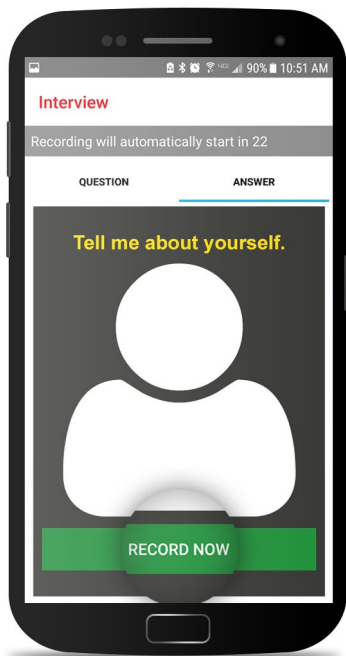 90% 10:51 AM
Interview
Recording will automatically start in 22
QUESTION ANSWER
Tell me about yourself.
RECORD NOW